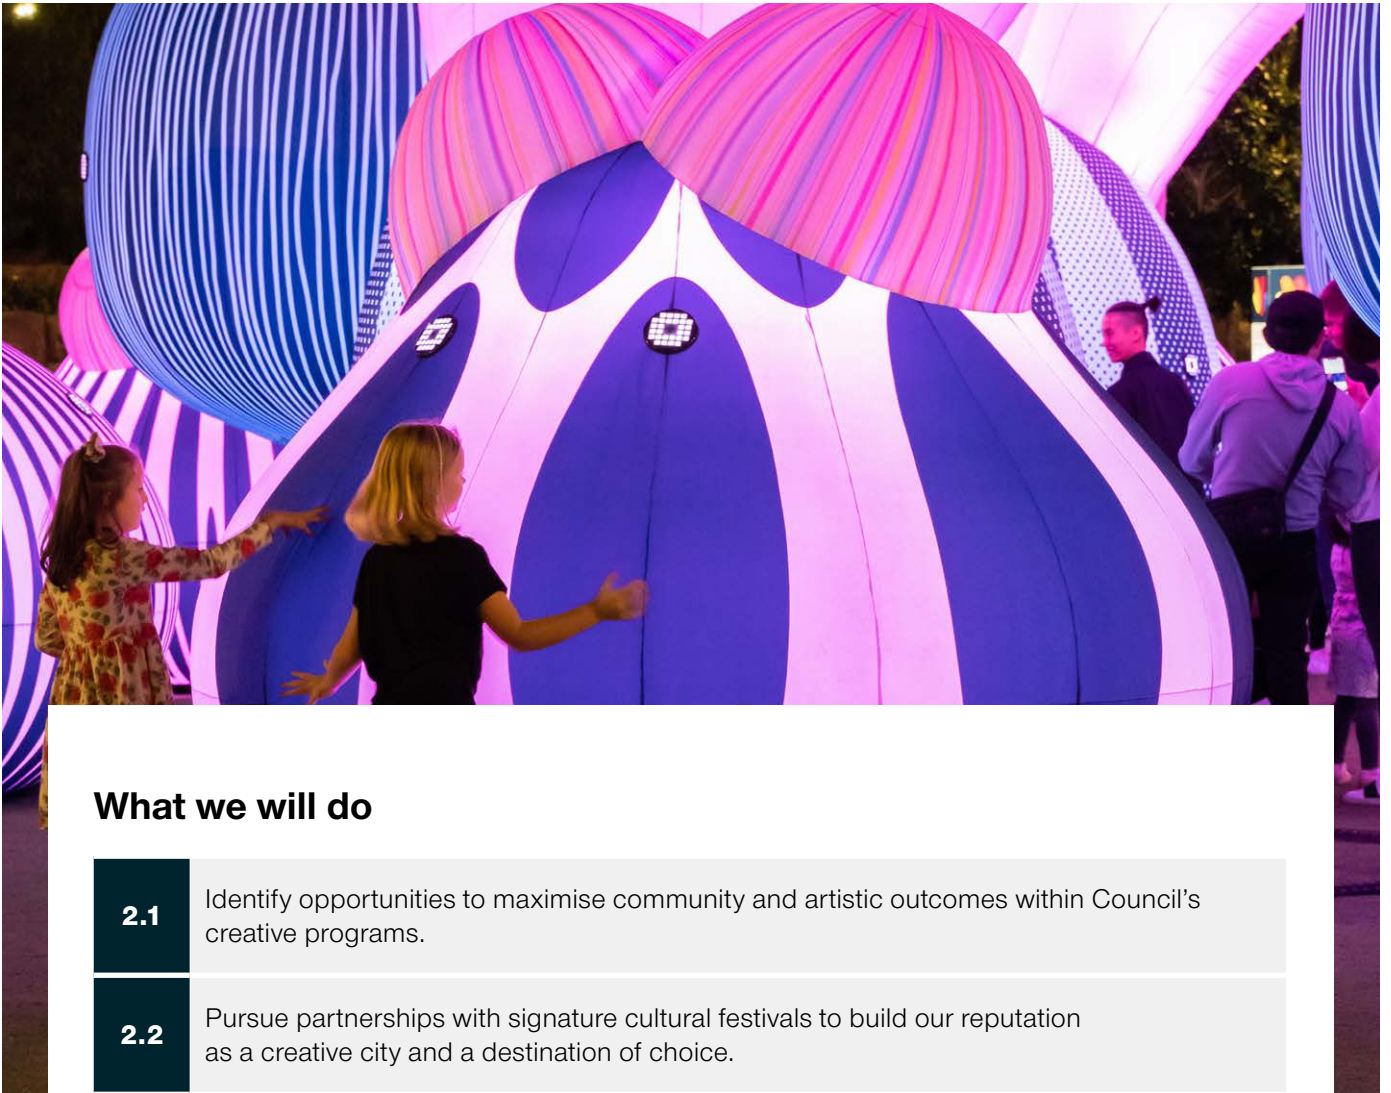 What we will do
2.1
Identify opportunities to maximise community and artistic outcomes within Council’s
creative programs.
2.2
Pursue partnerships with signature cultural festivals to build our reputation
as a creative city and a destination of choice.